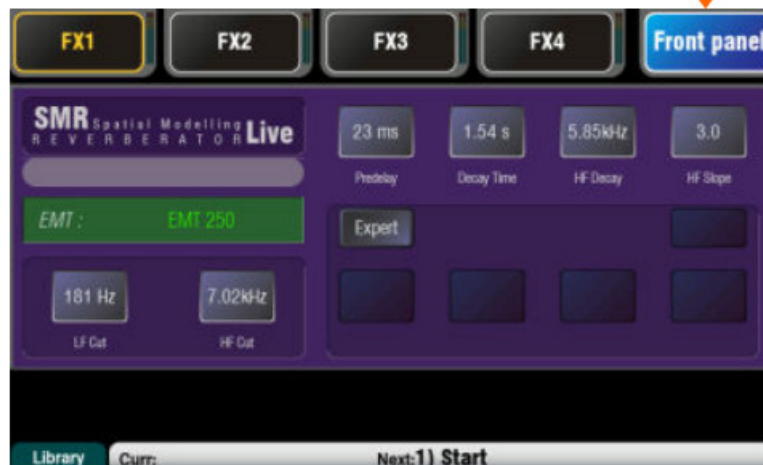 FX1 FX2 FX3 FX4 Front panel
SMR Spatial Modelling
REVERBERATOR Live
23 ms 1.54 s 5.85kHz 3.0
Predelay Decay Time HF Decay HF Slope
EMT : EMT 250
Expert
181 Hz 7.02kHz
LF Cut HF Cut
Library Curr: Next:1) Start